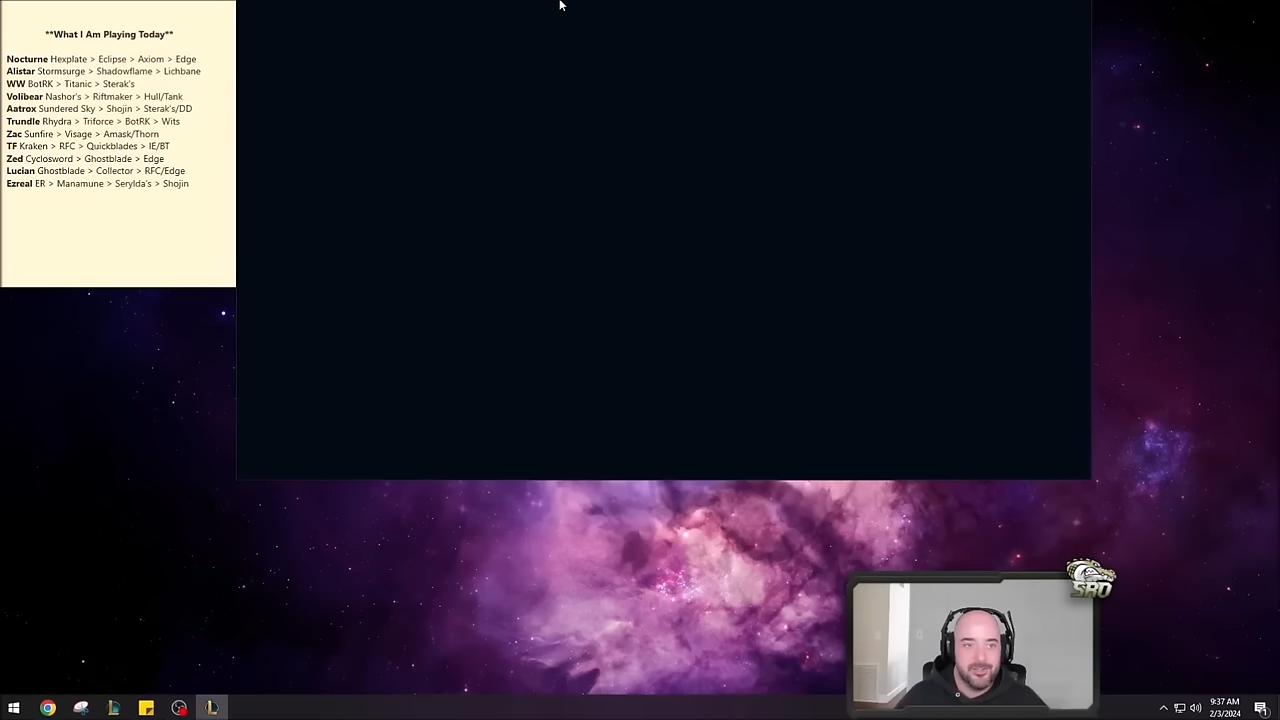 **What I Am Playing Today**
Nocturne Hexplate > Eclipse > Axiom > Edge
Alistar Stormsurge > Shadowflame > Lichbane
WW BotRK > Titanic > Sterak's
Volibear Nashor's > Riftmaker > Hull/Tank
Aatrox Sundered Sky > Shojin > Sterak's/DD
Trundle Rhydra > Triforce > BotRK > Wits
Zac Sunfire > Visage > Amask/Thorn
TF Kraken > RFC > Quickblades > IE/BT
Zed Cyclosword > Ghostblade > Edge
Lucian Ghostblade > Collector > RFC/Edge
Ezreal ER > Manamune > Serylda's > Shojin
SRO
9:37 AM
2/3/2024